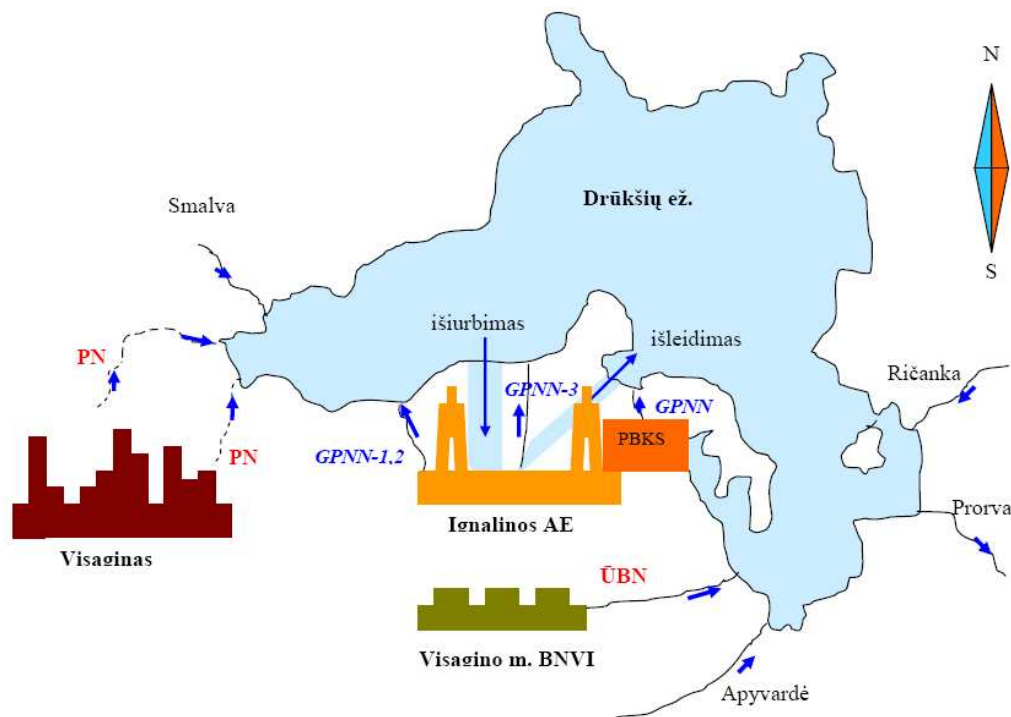 N
Drūkšių ež.
Smalva
S
išiurbimas
išleidimas
PN
Ričanka
GPNN-3
GPNN
PBKS
GPNN-1,2
PN
Prorva
Ignalinos AE
Visaginas
ŪBN
Visagino m. BNVI
Apyvardė